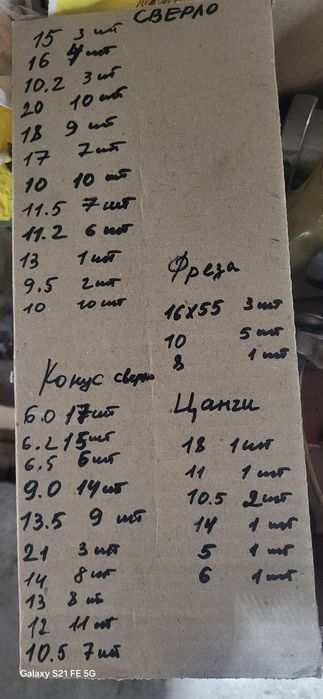 СВЕРЛО
15 3 шт
16 4 шт
10.2 3 шт
20 10 шт
18 9 шт
17 7 шт
10 10 шт
11.5 7 шт
11.2 6 шт
13 1 шт
9.5 2 шт
10 10 шт
Фреза
16х55 3 шт
10 5 шт
8 1 шт
Конус сверло
6.0 17 шт
6.2 15 шт
6.5 6 шт
9.0 14 шт
13.5 9 шт
21 3 шт
14 8 шт
13 8 шт
12 11 шт
10.5 7 шт
Цанги
18 1 шт
11 1 шт
10.5 2 шт
14 1 шт
5 1 шт
6 1 шт
Galaxy S21 FE 5G